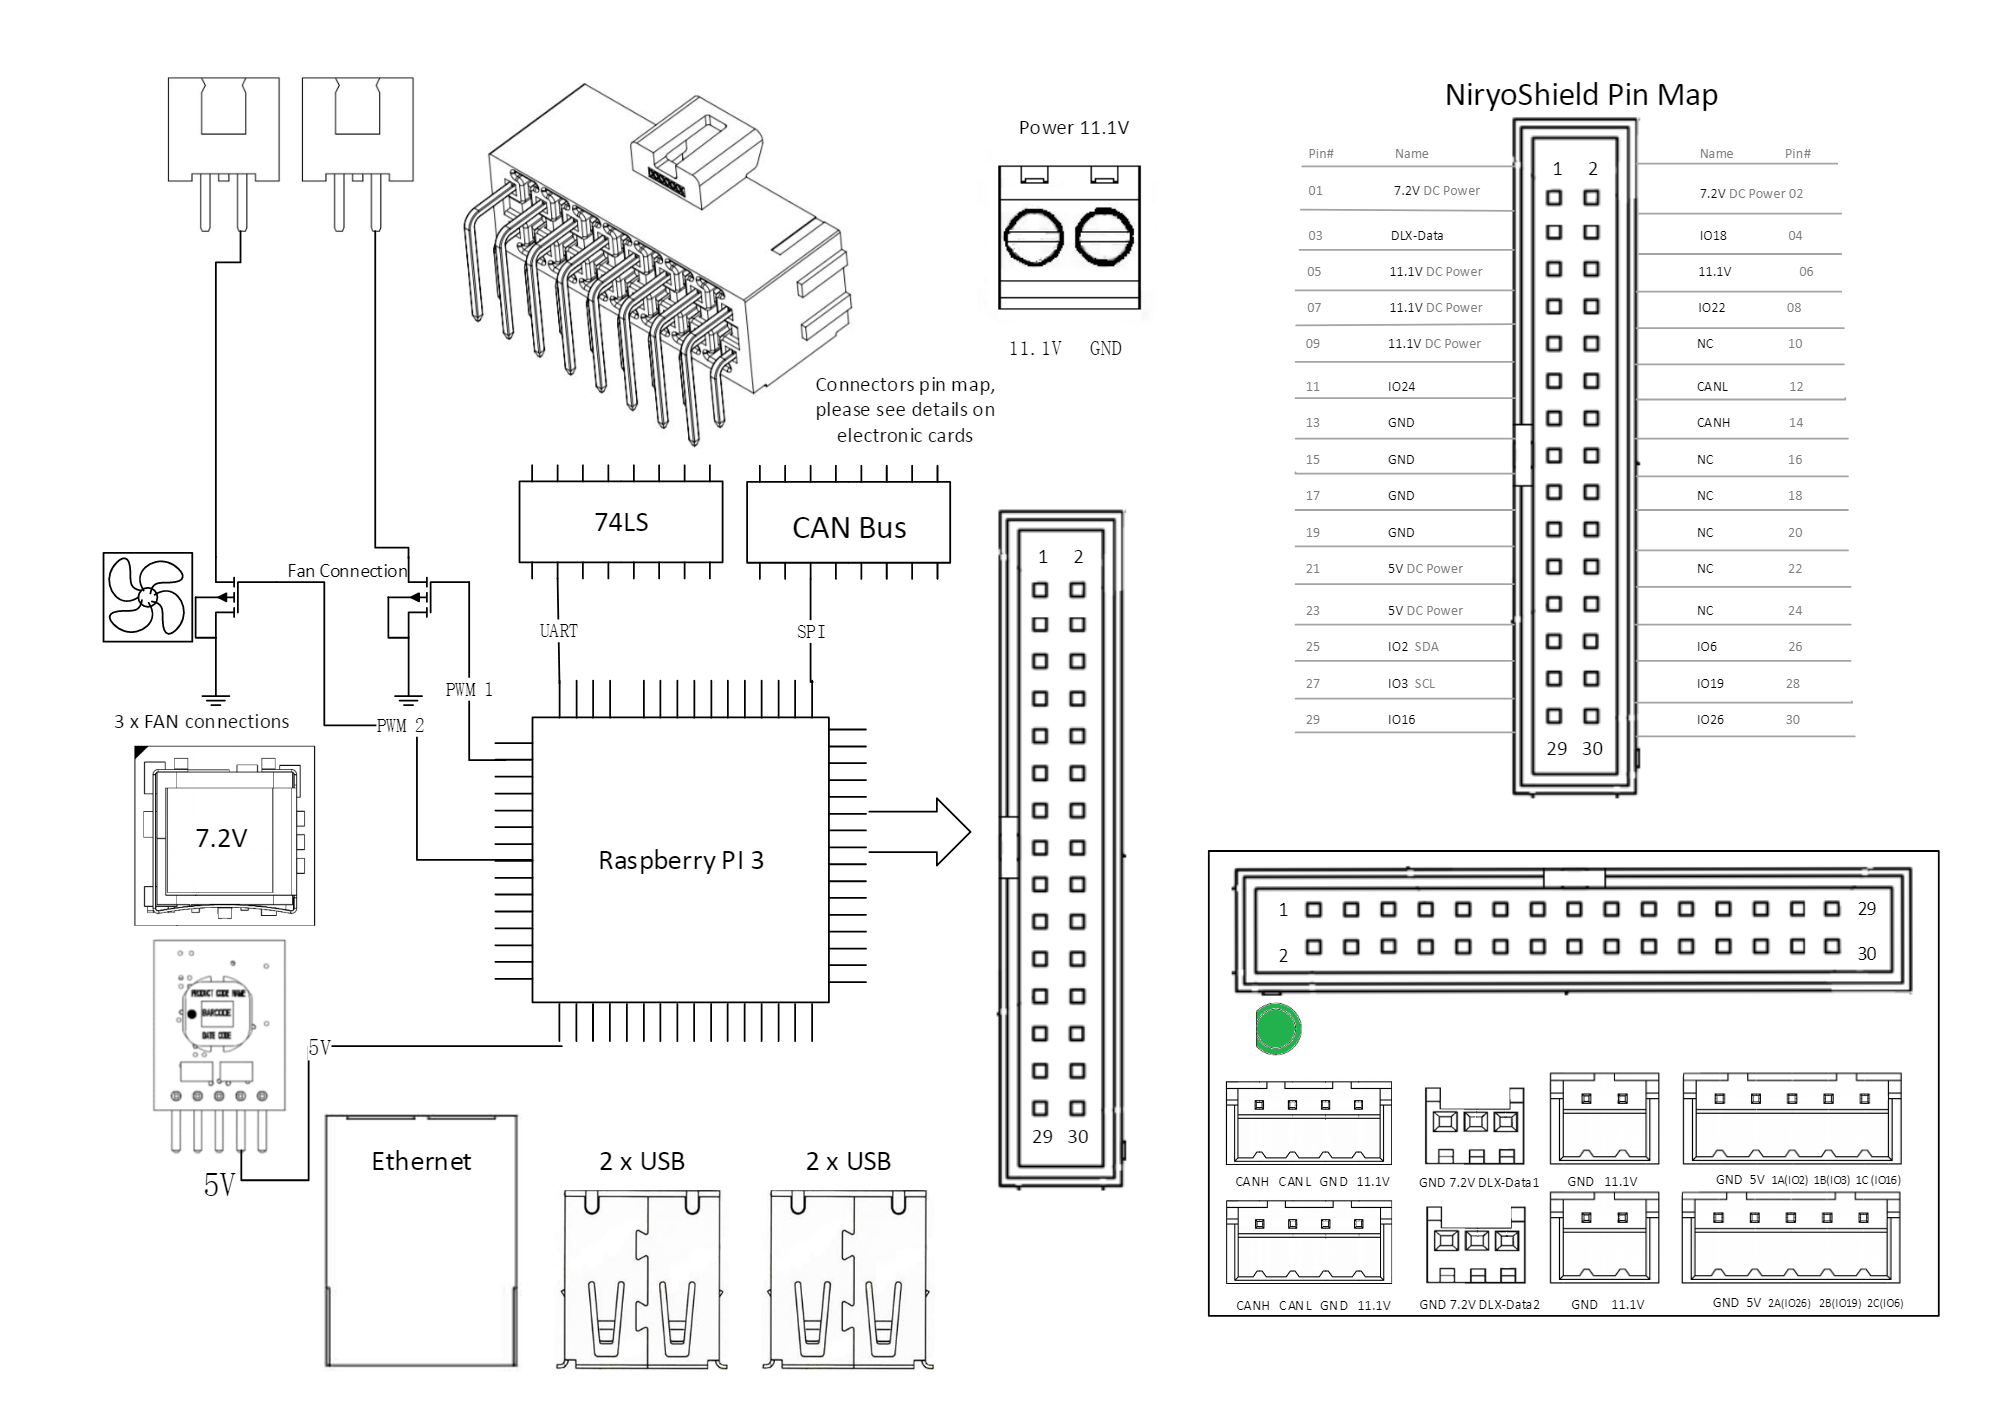 NiryoShield Pin Map
Power 11.1V
11.1V GND
Connectors pin map,
please see details on
electronic cards
74LS
CAN Bus
Fan Connection
UART
SPI
PWM 1
PWM 2
3 x FAN connections
7.2V
Raspberry PI 3
PRODUCT CODE NAME
BARCODE
DATE CODE
5V
5V
Ethernet
2 x USB
2 x USB
1 2
29 30
Pin# Name Name Pin#
1 2
01 7.2V DC Power 7.2V DC Power 02
03 DLX-Data IO18 04
05 11.1V DC Power 11.1V 06
07 11.1V DC Power IO22 08
09 11.1V DC Power NC 10
11 IO24 CANL 12
13 GND CANH 14
15 GND NC 16
17 GND NC 18
19 GND NC 20
21 5V DC Power NC 22
23 5V DC Power NC 24
25 IO2 SDA IO6 26
27 IO3 SCL IO19 28
29 IO16 IO26 30
29 30
1 29
2 30
CANH CANL GND 11.1V GND 7.2V DLX-Data1 GND 11.1V GND 5V 1A(IO2) 1B(IO3) 1C(IO16)
CANH CANL GND 11.1V GND 7.2V DLX-Data2 GND 11.1V GND 5V 2A(IO26) 2B(IO19) 2C(IO6)